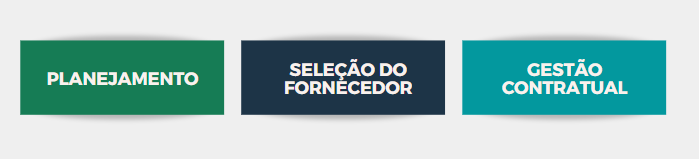 PLANEJAMENTO
SELEÇÃO DO
FORNECEDOR
GESTÃO
CONTRATUAL